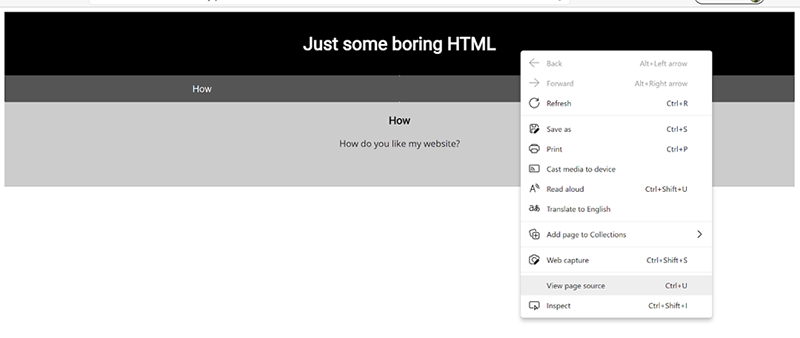 Just some boring HTML
How
How
How do you like my website?
Back Alt+Left arrow
Forward Alt+Right arrow
Refresh Ctrl+R
Save as Ctrl+S
Print Ctrl+P
Cast media to device
Read aloud Ctrl+Shift+U
Translate to English
Add page to Collections
Web capture Ctrl+Shift+S
View page source Ctrl+U
Inspect Ctrl+Shift+I